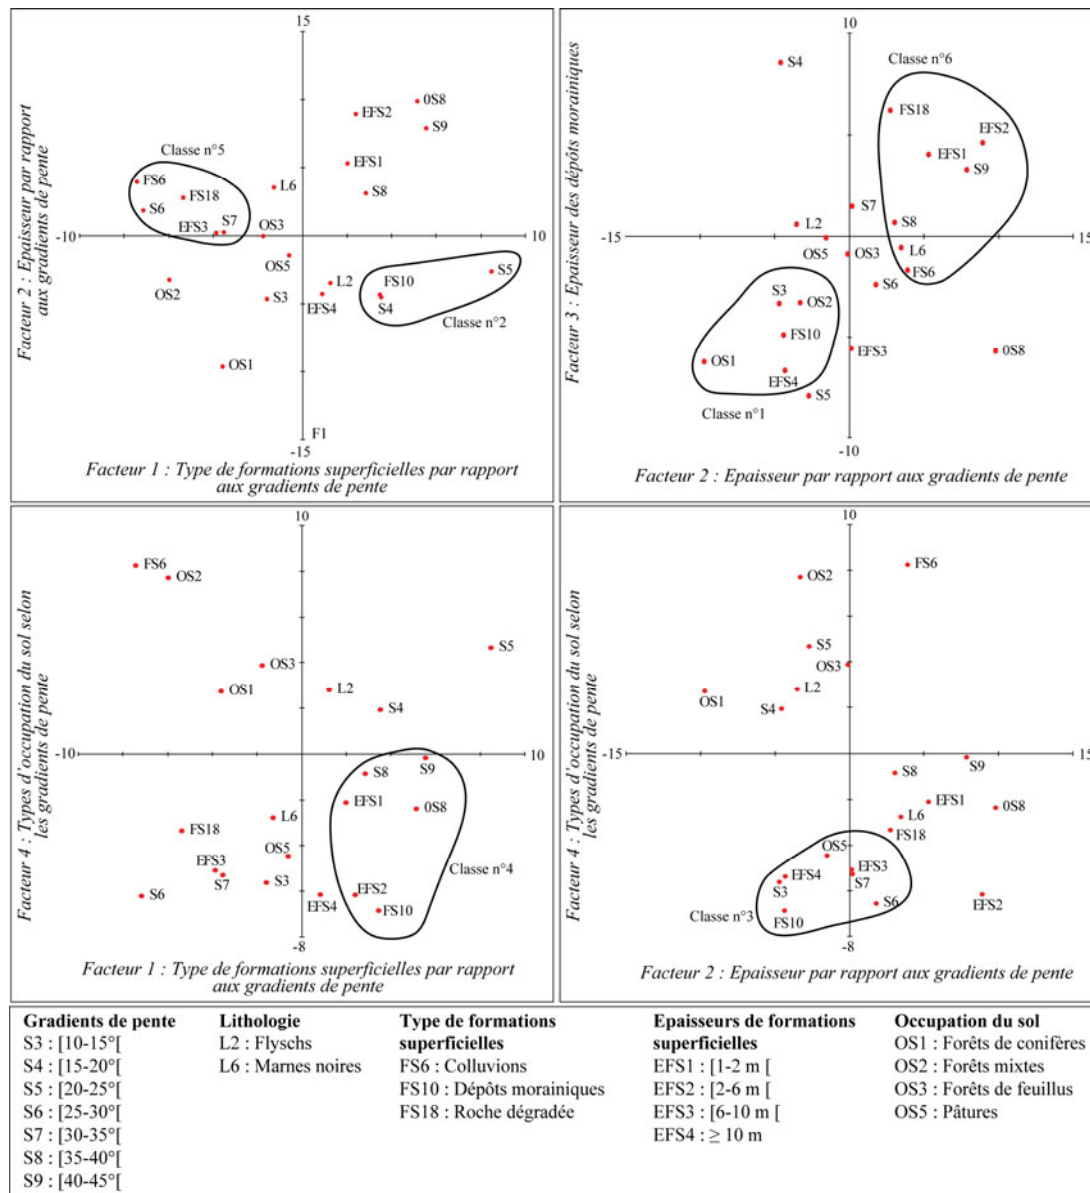 15
0S8
EFS2
S9
Classe n°5
EFS1
FS6
L6
FS18
S8
S6
EFS3
S7
OS3
-10
10
OS5
S5
OS2
L2
FS10
S3
EFS4
S4
Classe n°2
OS1
F1
-15
Facteur 2 : Epaisseur par rapport
aux gradients de pente
Facteur 1 : Type de formations superficielles par rapport
aux gradients de pente
10
Classe n°6
S4
FS18
EFS2
EFS1
S9
S7
L2
S8
-15
15
OS5
OS3
L6
FS6
S6
S3
OS2
FS10
EFS3
0S8
OS1
EFS4
S5
Classe n°1
-10
Facteur 3 : Epaisseur des dépôts morainiques
Facteur 2 : Epaisseur par rapport aux gradients de pente
10
FS6
OS2
S5
OS3
OS1
L2
S4
-10
10
S9
S8
EFS1
0S8
L6
FS18
OS5
EFS3
S7
S3
Classe n°4
S6
EFS4
EFS2
FS10
-8
Facteur 4 : Types d'occupation du sol selon
les gradients de pente
Facteur 1 : Type de formations superficielles par rapport
aux gradients de pente
10
FS6
OS2
S5
OS3
L2
OS1
S4
-15
15
S9
S8
EFS1
0S8
L6
FS18
OS5
EFS3
EFS4
S7
S3
Classe n°3
S6
FS10
EFS2
-8
Facteur 4 : Types d'occupation du sol selon
les gradients de pente
Facteur 2 : Epaisseur par rapport aux gradients de pente
Gradients de pente
S3 : [10-15°[
S4 : [15-20°[
S5 : [20-25°[
S6 : [25-30°[
S7 : [30-35°[
S8 : [35-40°[
S9 : [40-45°[
Lithologie
L2 : Flyschs
L6 : Marnes noires
Type de formations
superficielles
FS6 : Colluvions
FS10 : Dépôts morainiques
FS18 : Roche dégradée
Epaisseurs de formations
superficielles
EFS1 : [1-2 m [
EFS2 : [2-6 m [
EFS3 : [6-10 m [
EFS4 : ≥ 10 m
Occupation du sol
OS1 : Forêts de conifères
OS2 : Forêts mixtes
OS3 : Forêts de feuillus
OS5 : Pâtures